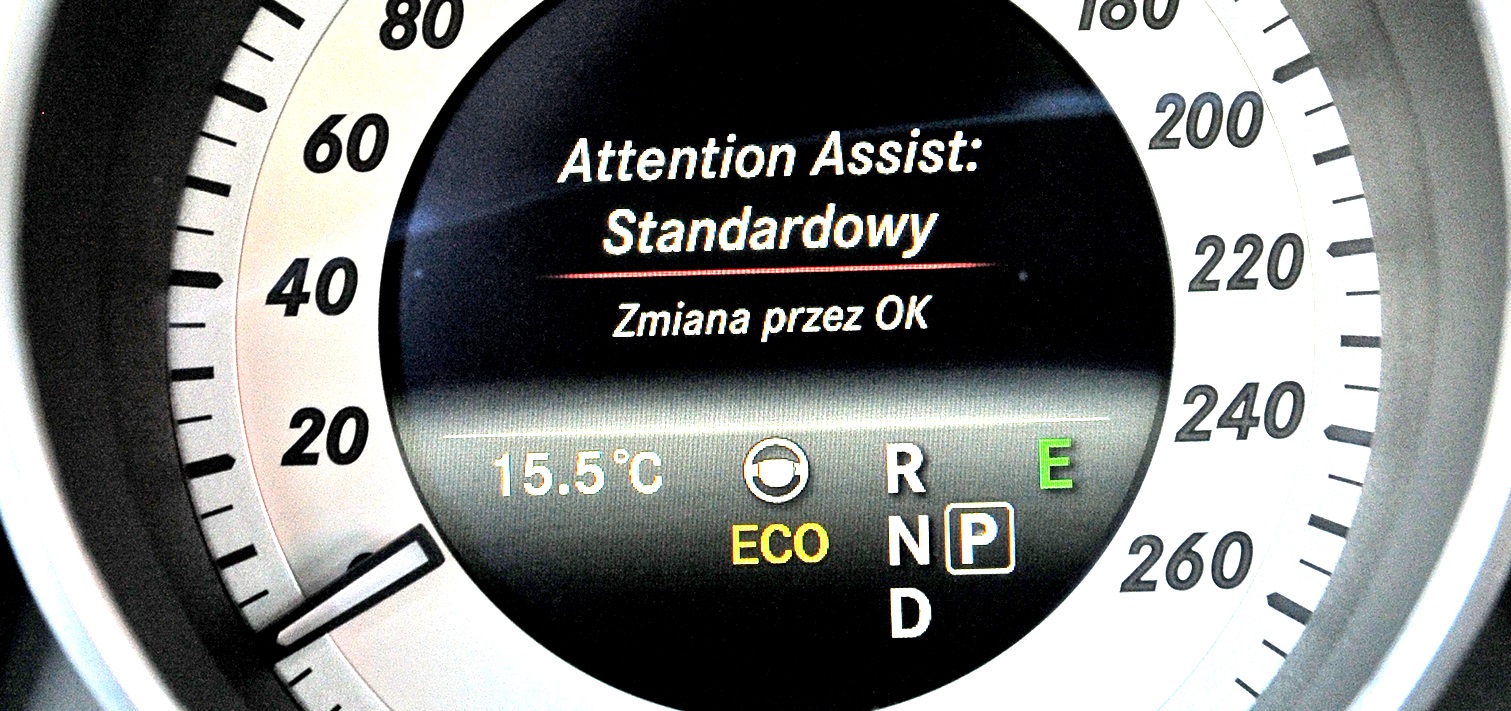 80
180
60
200
Attention Assist:
Standardowy
40
220
Zmiana przez OK
20
240
15.5°C
R
E
ECO
N P
260
D